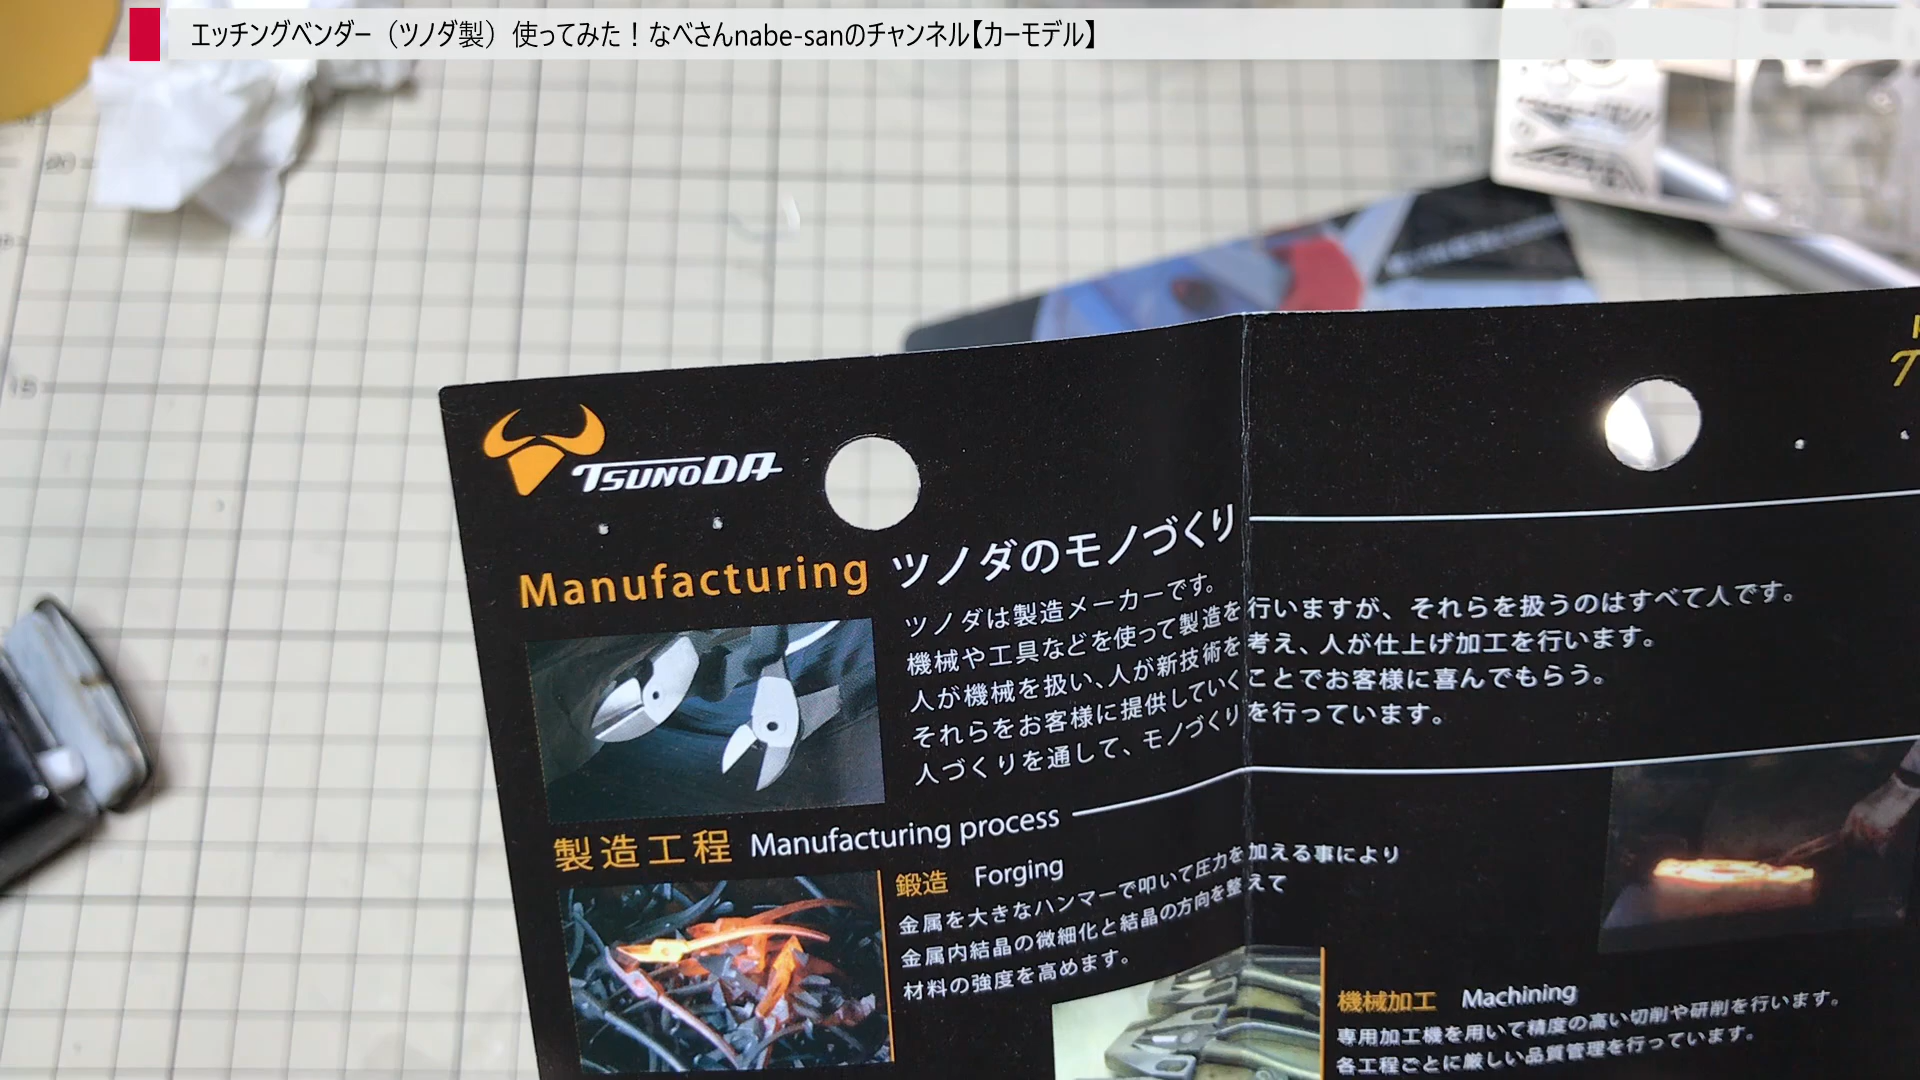 エッチングベンダー（ツノダ製）使ってみた！なべさんnabe-sanのチャンネル【カーモデル】
TSUNODA
Manufacturing ツノダのモノづくり
ツノダは製造メーカーです。
機械や工具などを使って製造を行いますが、それらを扱うのはすべて人です。
人が機械を扱い、人が新技術を考え、人が仕上げ加工を行います。
それらをお客様に提供していくことでお客様に喜んでもらう。
人づくりを通して、モノづくりを行っています。
製造工程 Manufacturing process
鍛造 Forging
金属を大きなハンマーで叩いて圧力を加える事により
金属内結晶の微細化と結晶の方向を整えて
材料の強度を高めます。
機械加工 Machining
専用加工機を用いて精度の高い切削や研削を行います。
各工程ごとに厳しい品質管理を行っています。